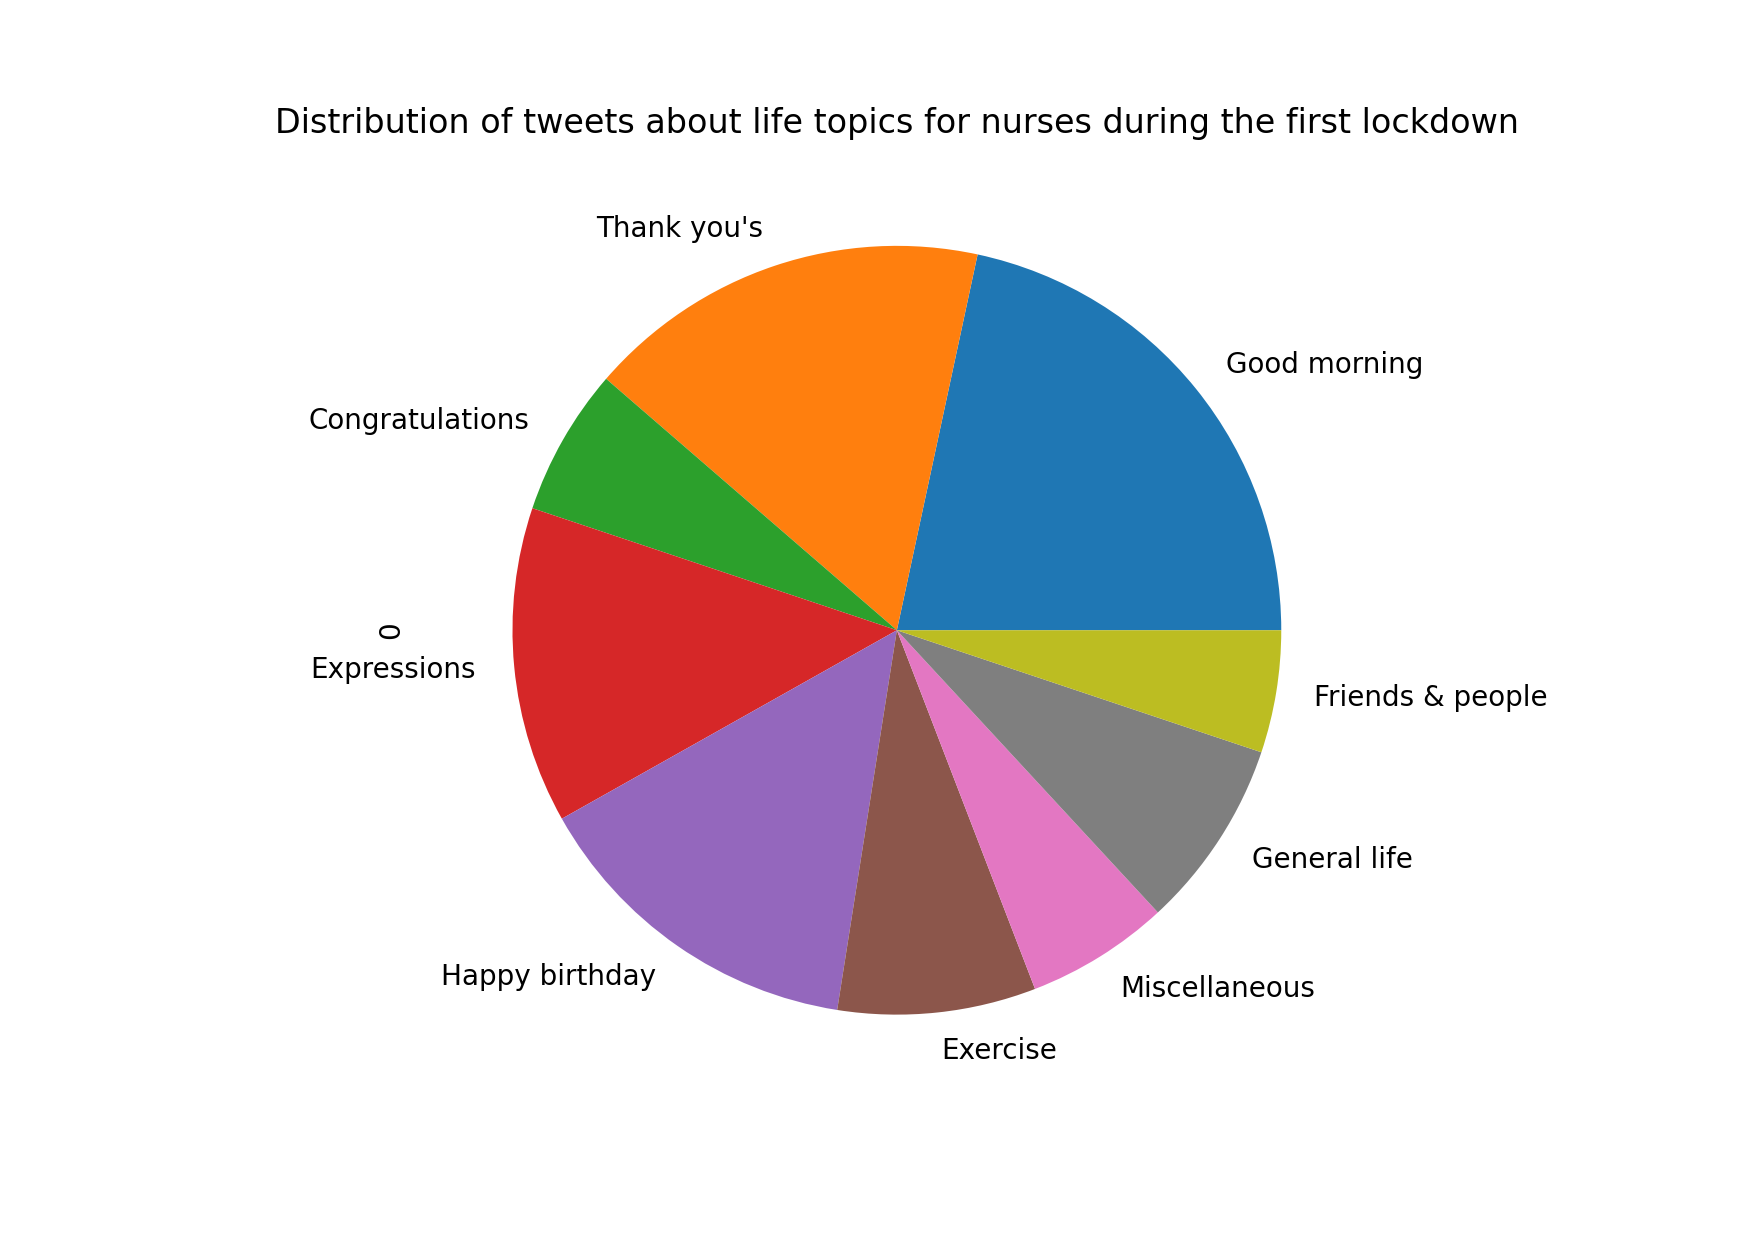 Distribution of tweets about life topics for nurses during the first lockdown
Thank you's
Good morning
Congratulations
0
Expressions
Friends & people
General life
Happy birthday
Miscellaneous
Exercise